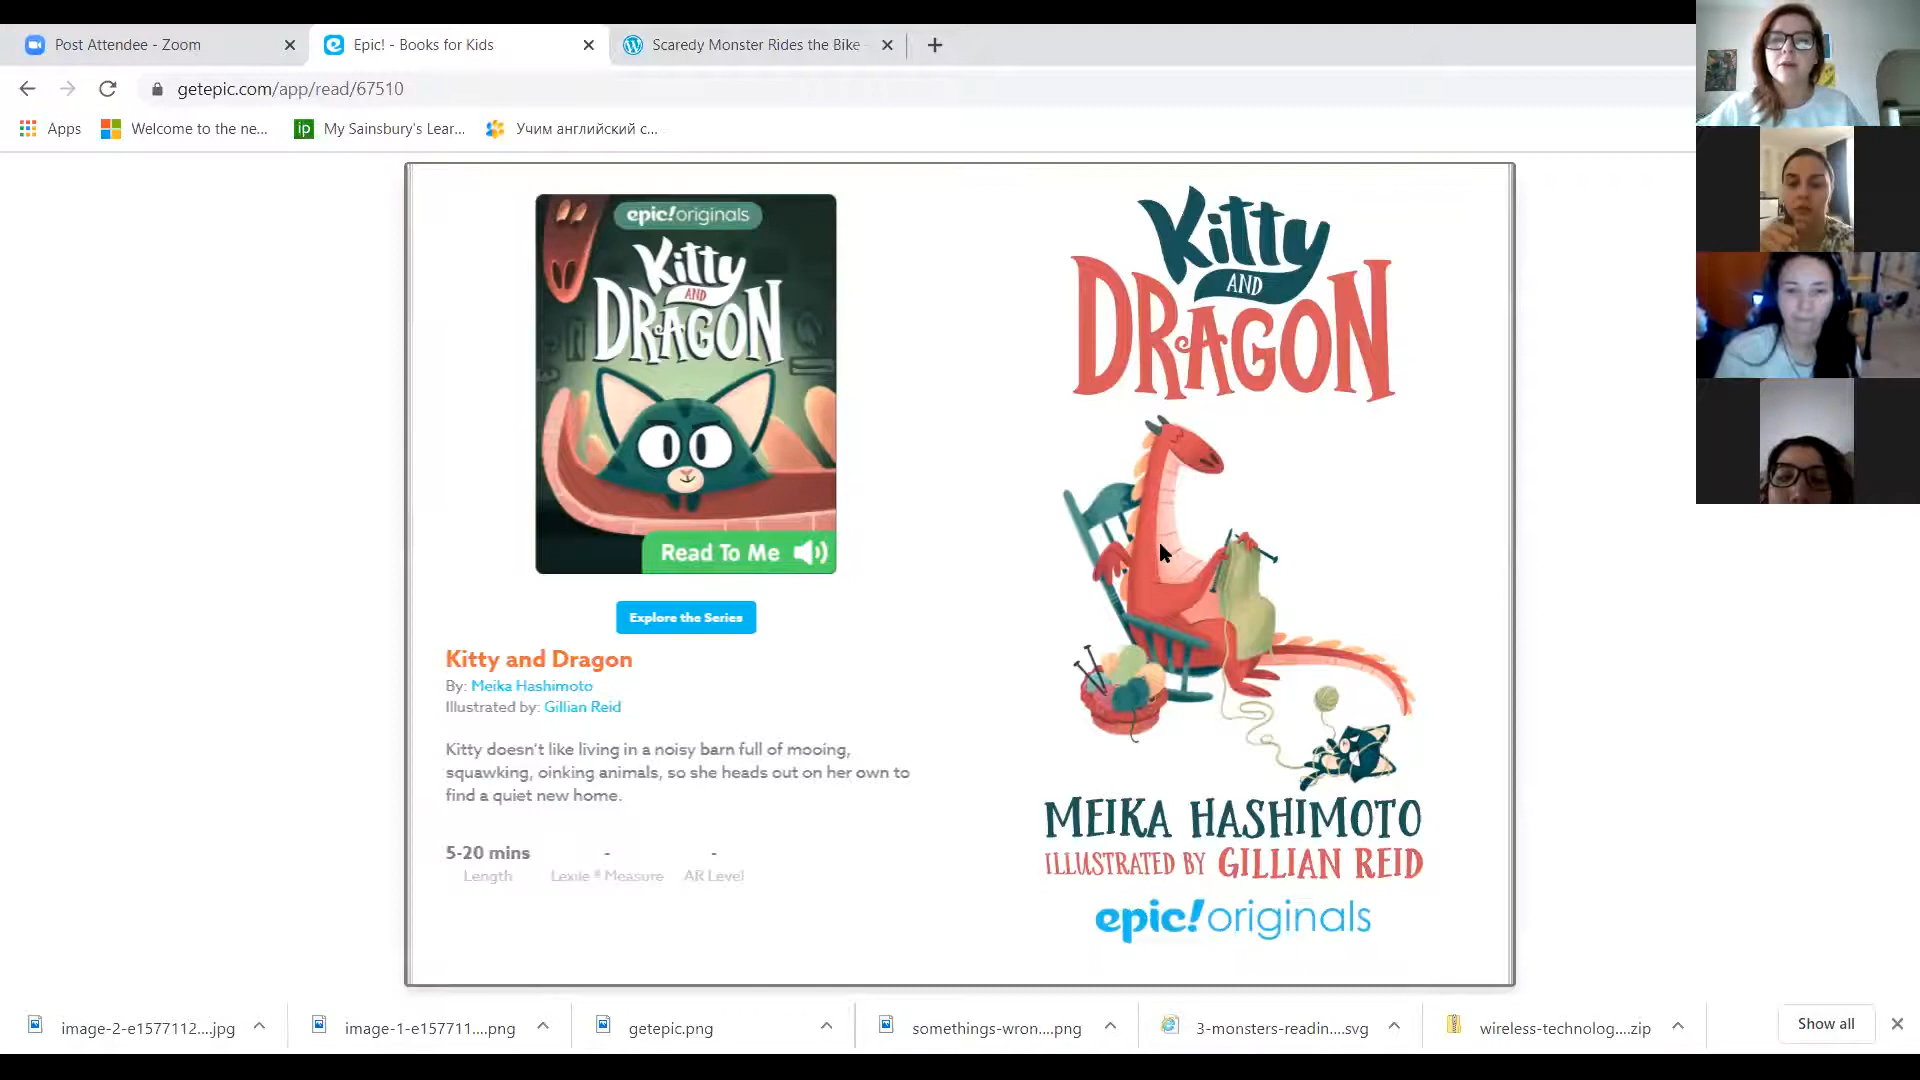 Post Attendee - Zoom
Epic! - Books for Kids
Scaredy Monster Rides the Bike
getepic.com/app/read/67510
Apps
Welcome to the ne...
My Sainsbury's Lear...
Учим английский с...
epic!originals
Kitty
AND
DRAGON
Read To Me
Explore the Series
Kitty and Dragon
By: Meika Hashimoto
Illustrated by: Gillian Reid
Kitty doesn't like living in a noisy barn full of mooing,
squawking, oinking animals, so she heads out on her own to
find a quiet new home.
5-20 mins - -
Length Lexile ® Measure AR Level
Kitty
AND
DRAGON
MEIKA HASHIMOTO
ILLUSTRATED BY GILLIAN REID
epic!originals
image-2-e1577112....jpg
image-1-e157711....png
getepic.png
somethings-wron....png
3-monsters-readin....svg
wireless-technolog....zip
Show all